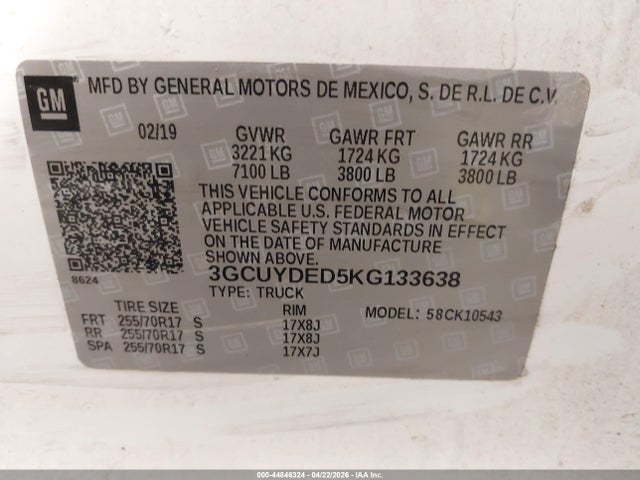 GM
MFD BY GENERAL MOTORS DE MEXICO, S. DE R.L. DE C.V.
02/19 GVWR GAWR FRT GAWR RR
3221 KG 1724 KG 1724 KG
7100 LB 3800 LB 3800 LB
THIS VEHICLE CONFORMS TO ALL
APPLICABLE U.S. FEDERAL MOTOR
VEHICLE SAFETY STANDARDS IN EFFECT
ON THE DATE OF MANUFACTURE
SHOWN ABOVE.
8624
3GCUYDED5KG133638
TYPE: TRUCK
MODEL: 58CK10543
TIRE SIZE RIM
FRT 255/70R17 S 17X8J
RR 255/70R17 S 17X8J
SPA 255/70R17 S 17X7J
000-44846324 - 04/22/2026 - IAAI.COM